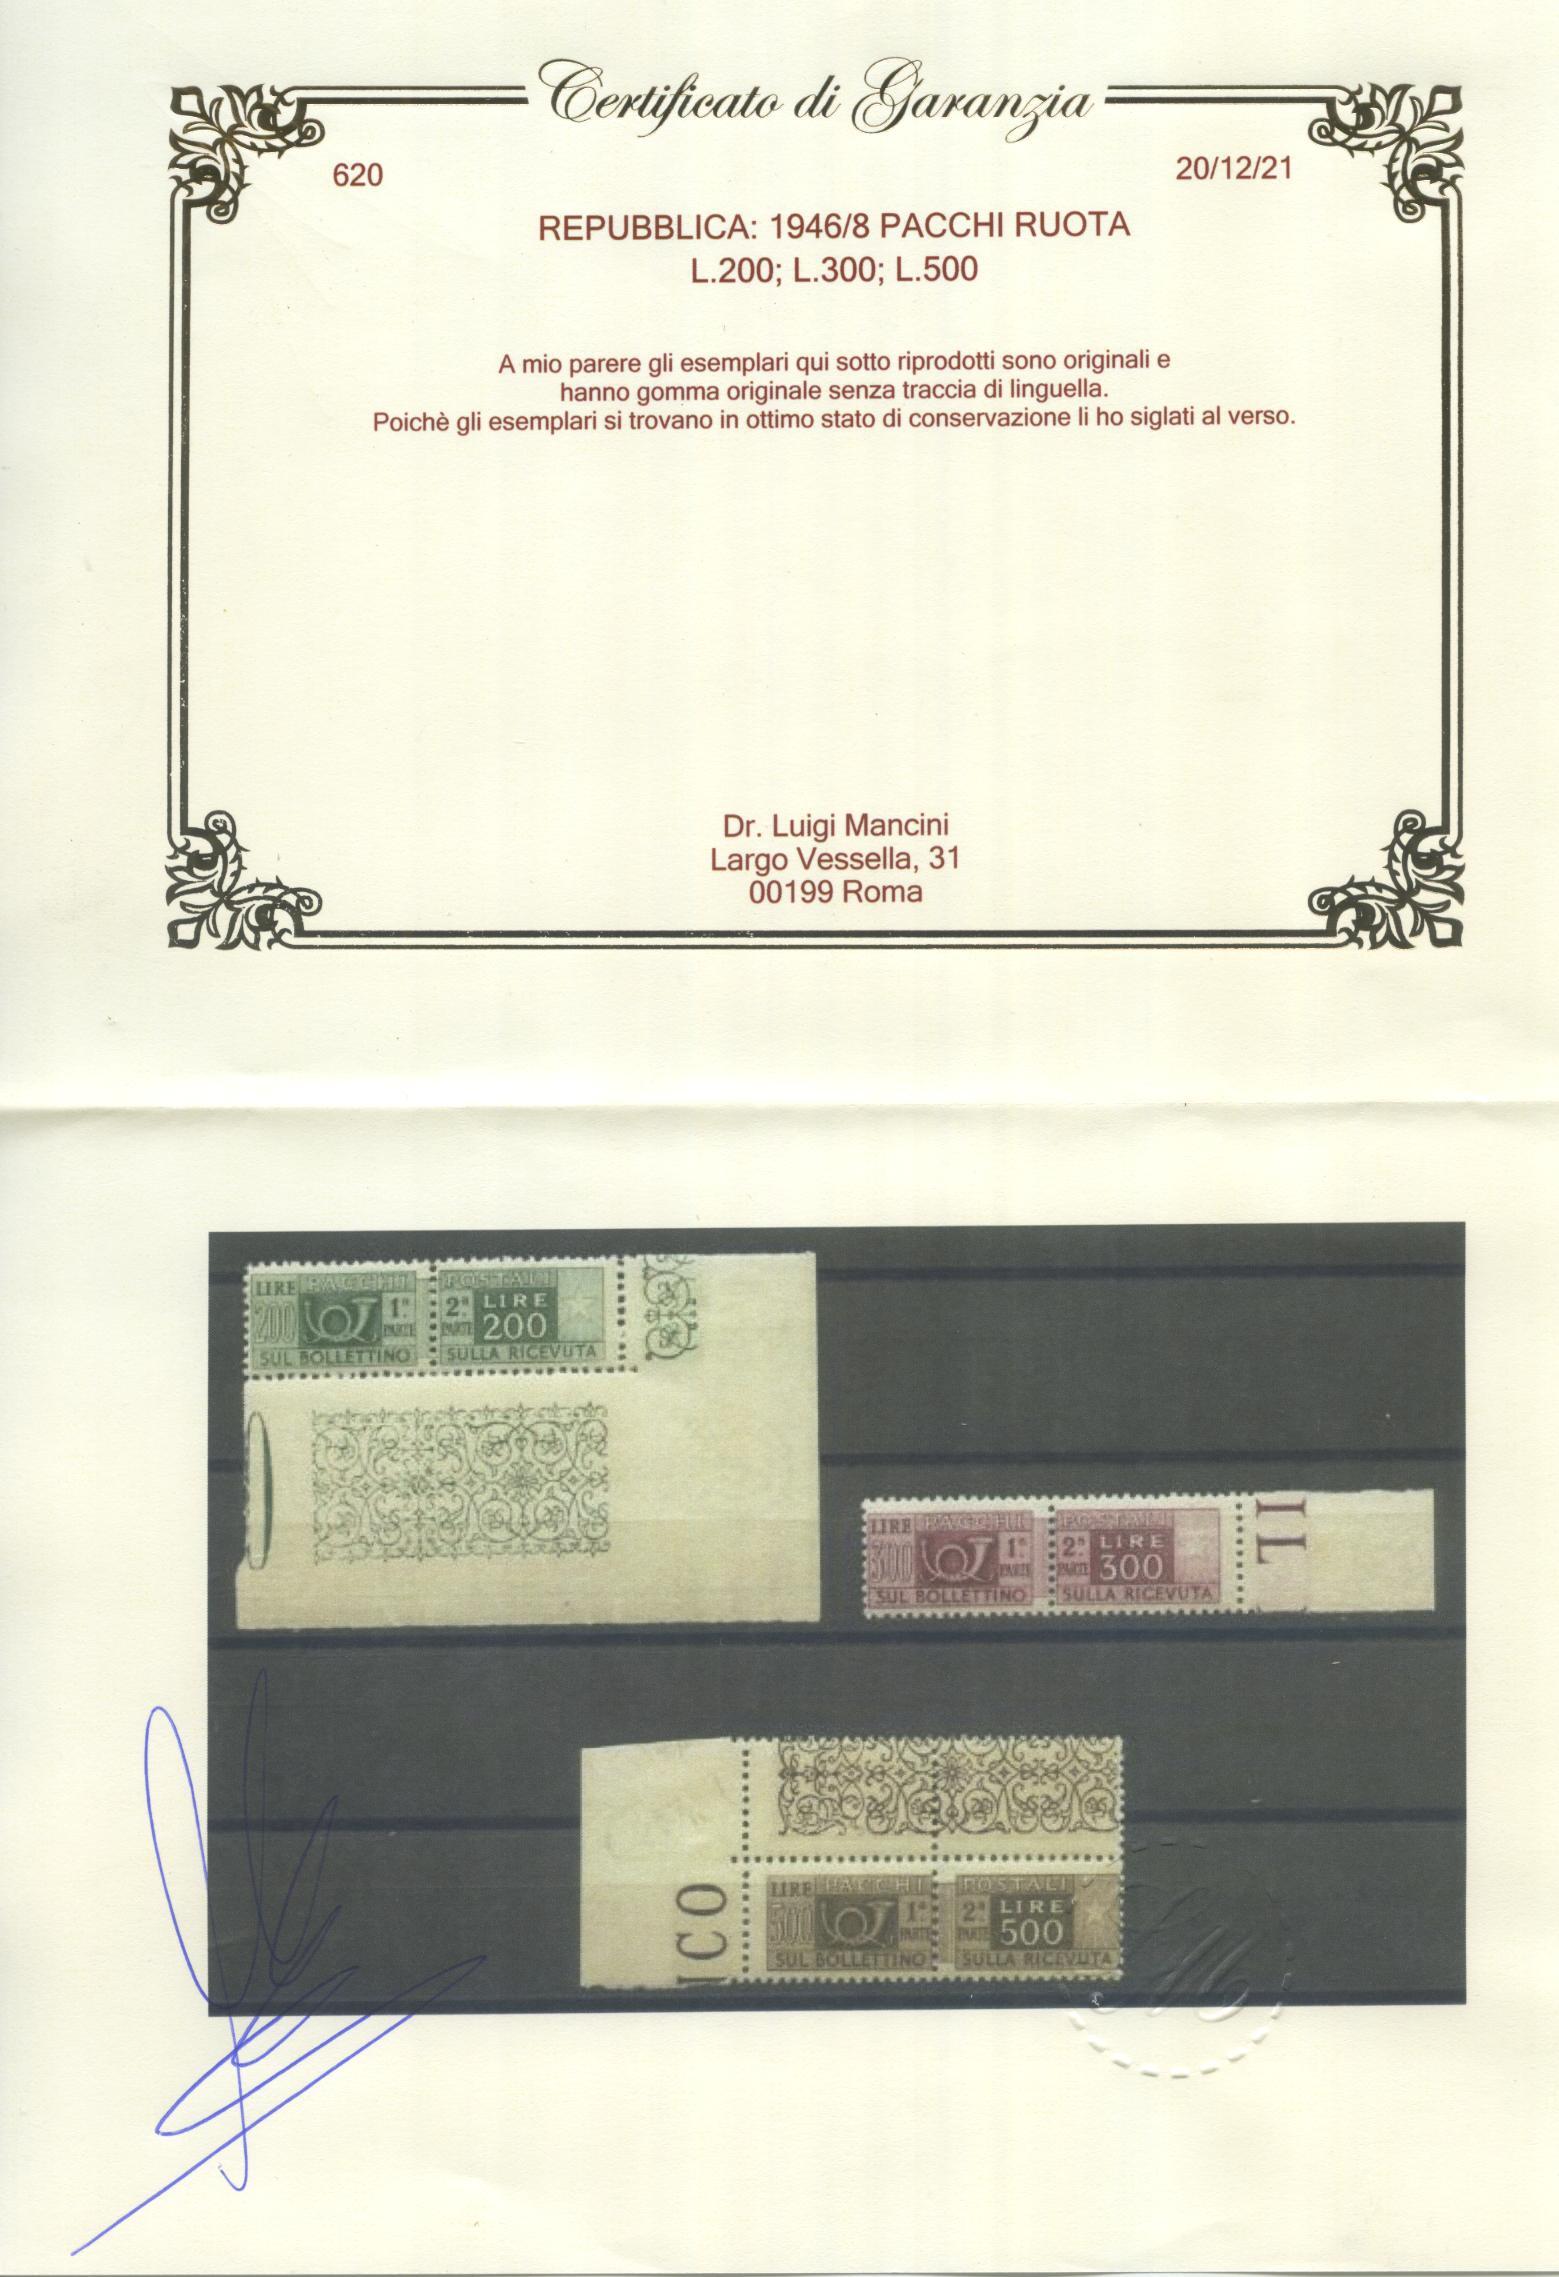 Certificato di Garanzia
620
20/12/21
REPUBBLICA: 1946/8 PACCHI RUOTA
L.200; L.300; L.500
A mio parere gli esemplari qui sotto riprodotti sono originali e
hanno gomma originale senza traccia di linguella.
Poichè gli esemplari si trovano in ottimo stato di conservazione li ho siglati al verso.
Dr. Luigi Mancini
Largo Vessella, 31
00199 Roma
LIRE PACCHI POSTALI
200 1ª PARTE 2ª PARTE LIRE 200
SUL BOLLETTINO SULLA RICEVUTA
LIRE PACCHI POSTALI
300 1ª PARTE 2ª PARTE LIRE 300
SUL BOLLETTINO SULLA RICEVUTA
IL
ICO
LIRE PACCHI POSTALI
500 1ª PARTE 2ª PARTE LIRE 500
SUL BOLLETTINO SULLA RICEVUTA